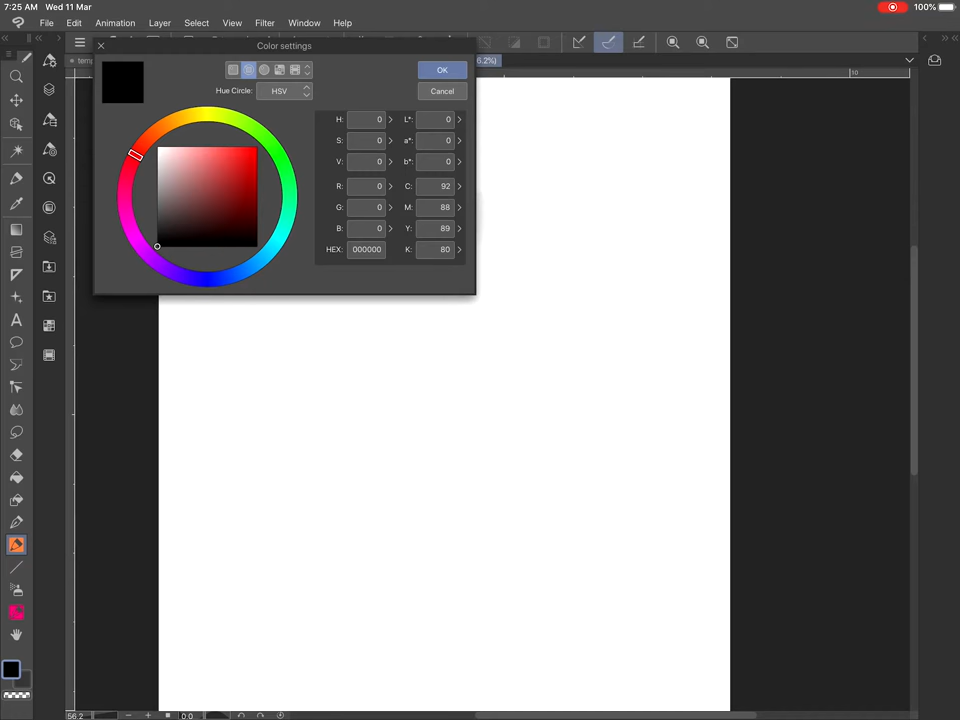 7:25 AM Wed 11 Mar 100%
File Edit Animation Layer Select View Filter Window Help
Color settings
OK
Hue Circle: HSV Cancel
H: 0 L*: 0
S: 0 a*: 0
V: 0 b*: 0
R: 0 C: 92
G: 0 M: 88
B: 0 Y: 89
HEX: 000000 K: 80
6.2%)
30
A
56.2 0.0